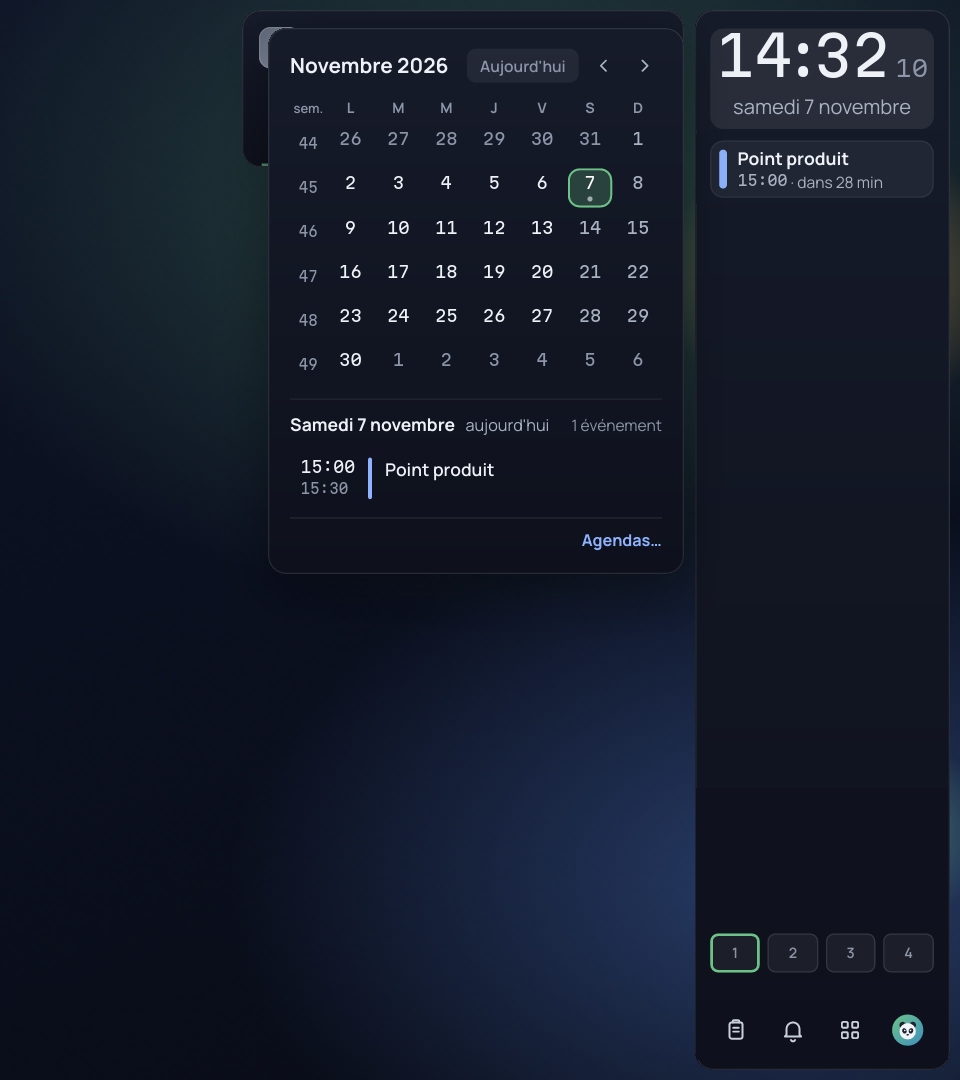 Novembre 2026 Aujourd'hui
sem. L M M J V S D
44 26 27 28 29 30 31 1
45 2 3 4 5 6 7 8
46 9 10 11 12 13 14 15
47 16 17 18 19 20 21 22
48 23 24 25 26 27 28 29
49 30 1 2 3 4 5 6
Samedi 7 novembre aujourd'hui 1 événement
15:00 Point produit
15:30
Agendas…
14:32 10
samedi 7 novembre
Point produit
15:00 · dans 28 min
1 2 3 4